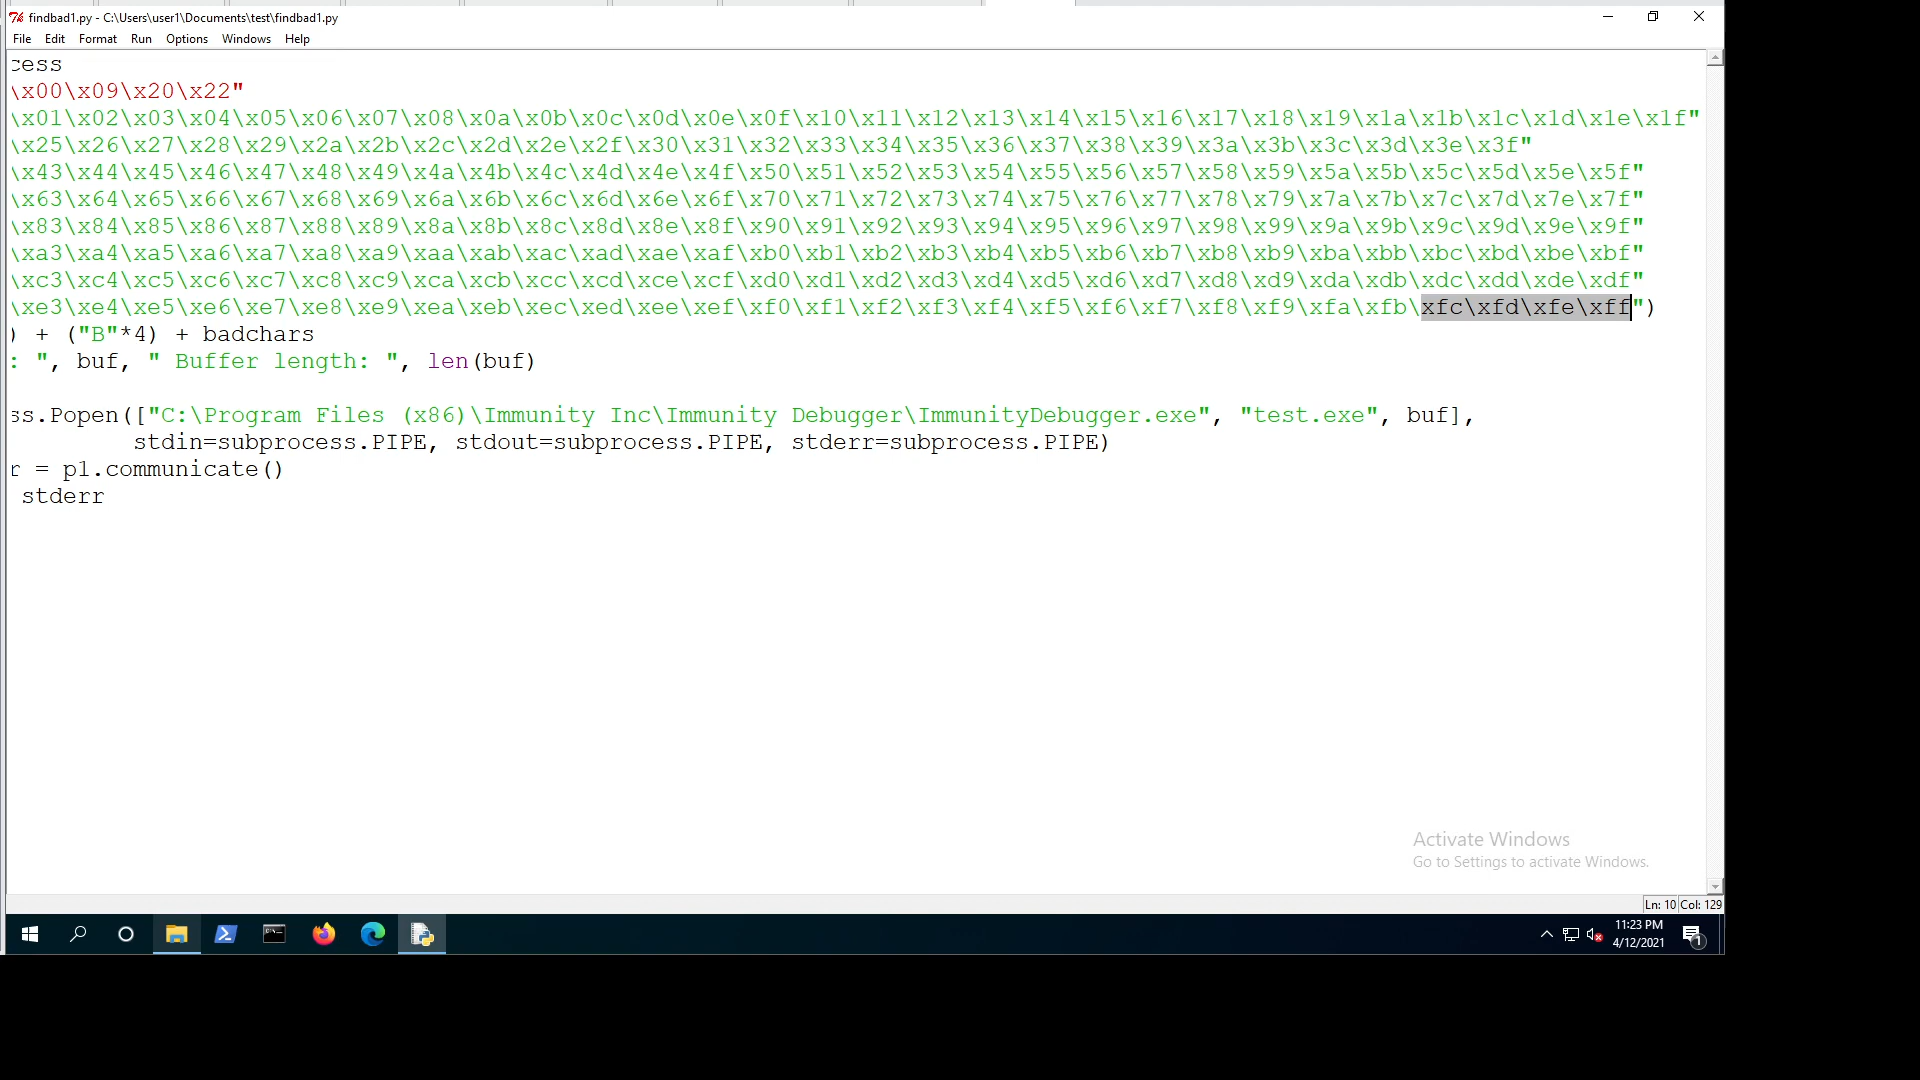 findbad1.py - C:\Users\user1\Documents\test\findbad1.py
File Edit Format Run Options Windows Help
cess
\x00\x09\x20\x22"
\x01\x02\x03\x04\x05\x06\x07\x08\x0a\x0b\x0c\x0d\x0e\x0f\x10\x11\x12\x13\x14\x15\x16\x17\x18\x19\x1a\x1b\x1c\x1d\x1e\x1f"
\x25\x26\x27\x28\x29\x2a\x2b\x2c\x2d\x2e\x2f\x30\x31\x32\x33\x34\x35\x36\x37\x38\x39\x3a\x3b\x3c\x3d\x3e\x3f"
\x43\x44\x45\x46\x47\x48\x49\x4a\x4b\x4c\x4d\x4e\x4f\x50\x51\x52\x53\x54\x55\x56\x57\x58\x59\x5a\x5b\x5c\x5d\x5e\x5f"
\x63\x64\x65\x66\x67\x68\x69\x6a\x6b\x6c\x6d\x6e\x6f\x70\x71\x72\x73\x74\x75\x76\x77\x78\x79\x7a\x7b\x7c\x7d\x7e\x7f"
\x83\x84\x85\x86\x87\x88\x89\x8a\x8b\x8c\x8d\x8e\x8f\x90\x91\x92\x93\x94\x95\x96\x97\x98\x99\x9a\x9b\x9c\x9d\x9e\x9f"
\xa3\xa4\xa5\xa6\xa7\xa8\xa9\xaa\xab\xac\xad\xae\xaf\xb0\xb1\xb2\xb3\xb4\xb5\xb6\xb7\xb8\xb9\xba\xbb\xbc\xbd\xbe\xbf"
\xc3\xc4\xc5\xc6\xc7\xc8\xc9\xca\xcb\xcc\xcd\xce\xcf\xd0\xd1\xd2\xd3\xd4\xd5\xd6\xd7\xd8\xd9\xda\xdb\xdc\xdd\xde\xdf"
\xe3\xe4\xe5\xe6\xe7\xe8\xe9\xea\xeb\xec\xed\xee\xef\xf0\xf1\xf2\xf3\xf4\xf5\xf6\xf7\xf8\xf9\xfa\xfb\xfc\xfd\xfe\xff")
) + ("B"*4) + badchars
: ", buf, " Buffer length: ", len(buf)
ss.Popen(["C:\Program Files (x86)\Immunity Inc\Immunity Debugger\ImmunityDebugger.exe", "test.exe", buf],
stdin=subprocess.PIPE, stdout=subprocess.PIPE, stderr=subprocess.PIPE)
r = p1.communicate()
stderr
Activate Windows
Go to Settings to activate Windows.
Ln: 10 Col: 129
11:23 PM
4/12/2021
1